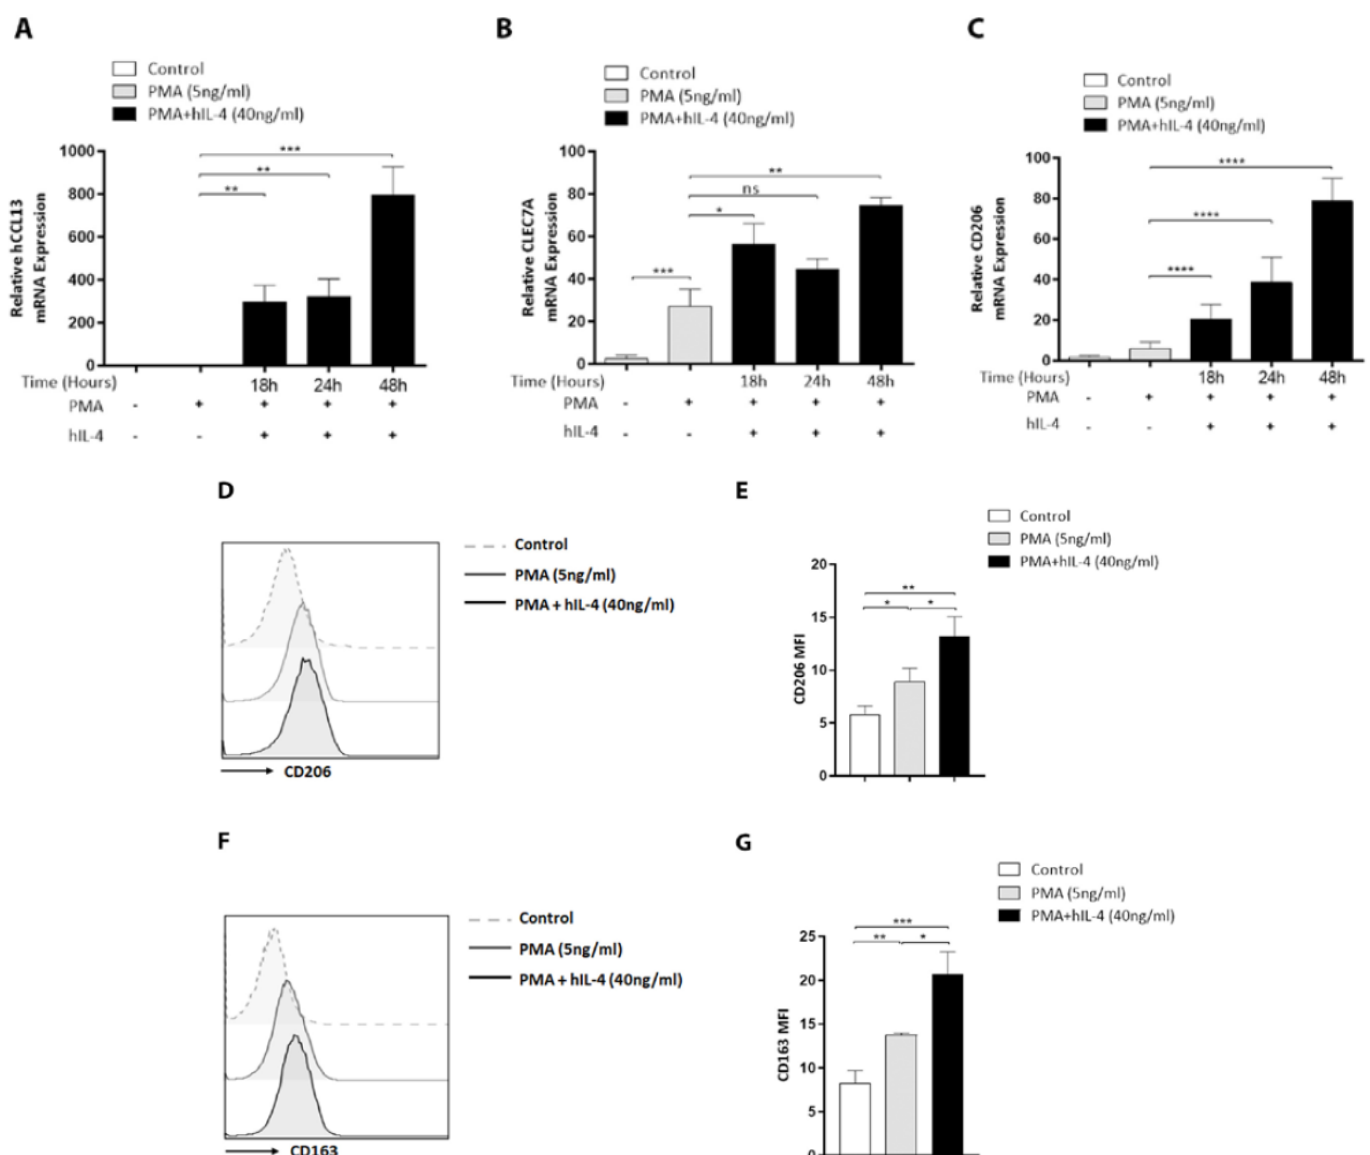 A
Control
PMA (5ng/ml)
PMA+hIL-4 (40ng/ml)
Relative hCCL13
mRNA Expression
1000
800
600
400
200
0
***
**
**
Time (Hours) 18h 24h 48h
PMA - + + + +
hIL-4 - - + + +
B
Control
PMA (5ng/ml)
PMA+hIL-4 (40ng/ml)
Relative CLEC7A
mRNA Expression
100
80
60
40
20
0
**
ns
*
***
Time (Hours) 18h 24h 48h
PMA - + + + +
hIL-4 - - + + +
C
Control
PMA (5ng/ml)
PMA+hIL-4 (40ng/ml)
Relative CD206
mRNA Expression
100
80
60
40
20
0
****
****
****
Time (Hours) 18h 24h 48h
PMA - + + + +
hIL-4 - - + + +
D
Control
PMA (5ng/ml)
PMA + hIL-4 (40ng/ml)
CD206
E
Control
PMA (5ng/ml)
PMA+hIL-4 (40ng/ml)
CD206 MFI
20
15
10
5
0
**
* *
F
Control
PMA (5ng/ml)
PMA + hIL-4 (40ng/ml)
CD163
G
Control
PMA (5ng/ml)
PMA+hIL-4 (40ng/ml)
CD163 MFI
25
20
15
10
5
0
***
** *